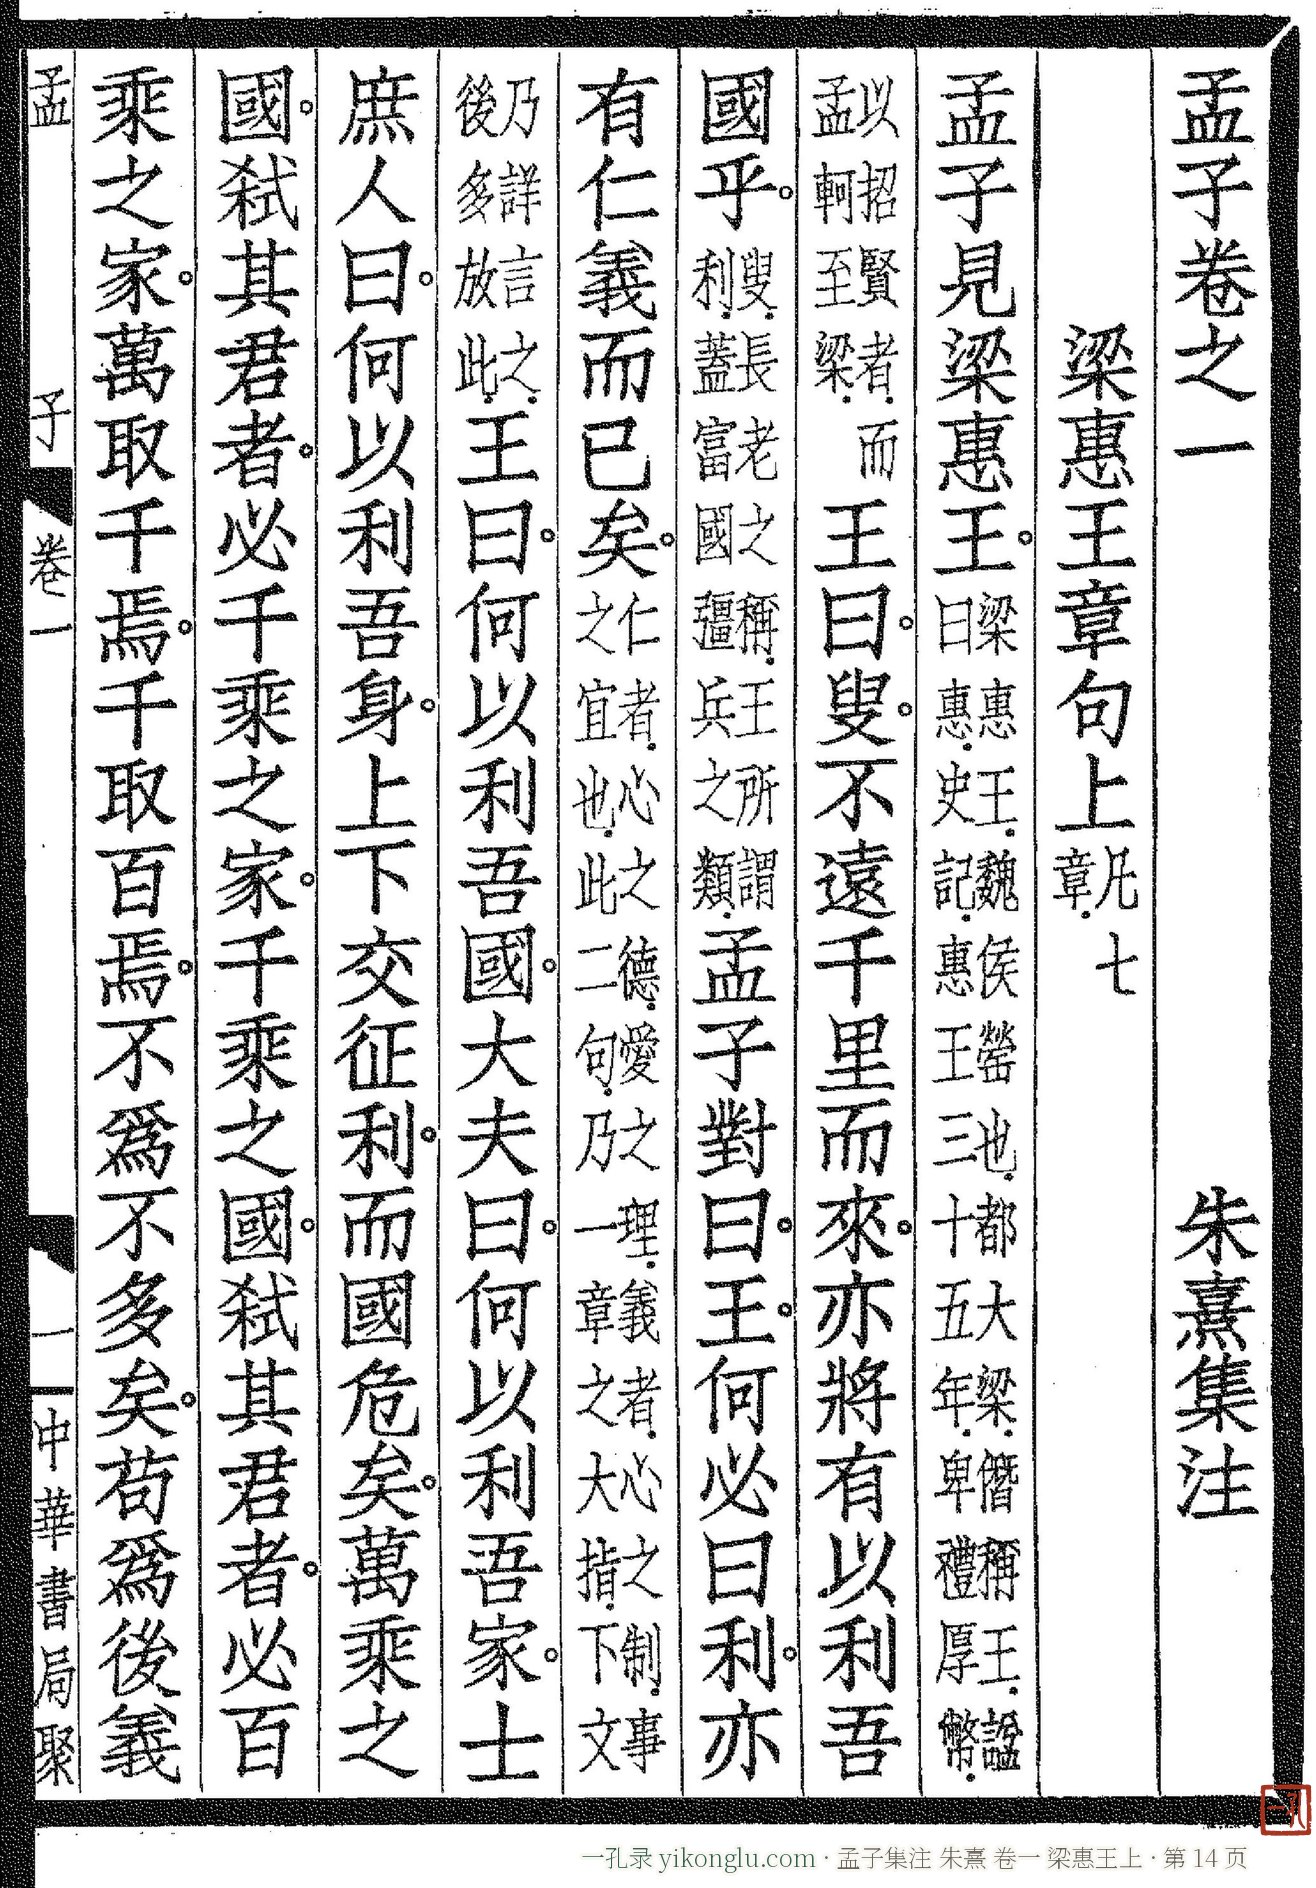 孟子卷之一 朱熹集注
梁惠王章句上凡七章.
孟子見梁惠王。梁惠王.魏侯罃也.都大梁.僭稱王.諡曰惠.史記.惠王三十五年.卑禮厚幣.
以招賢者.而孟軻至梁.王曰。叟。不遠千里而來。亦將有以利吾
國乎。叟.長老之稱.王所謂利.蓋富國彊兵之類.孟子對曰。王。何必曰利。亦
有仁義而已矣。仁者.心之德.愛之理.義者.心之制.事之宜也.此二句.乃一章之大指.下文
乃詳言之.後多放此.王曰。何以利吾國。大夫曰。何以利吾家。士
庶人曰。何以利吾身。上下交征利。而國危矣。萬乘之
國。弒其君者。必千乘之家。千乘之國。弒其君者。必百
乘之家。萬取千焉。千取百焉。不爲不多矣。苟爲後義
孟子 卷一 一 中華書局聚
一孔录 yikonglu.com · 孟子集注 朱熹 卷一 梁惠王上 · 第 14 页